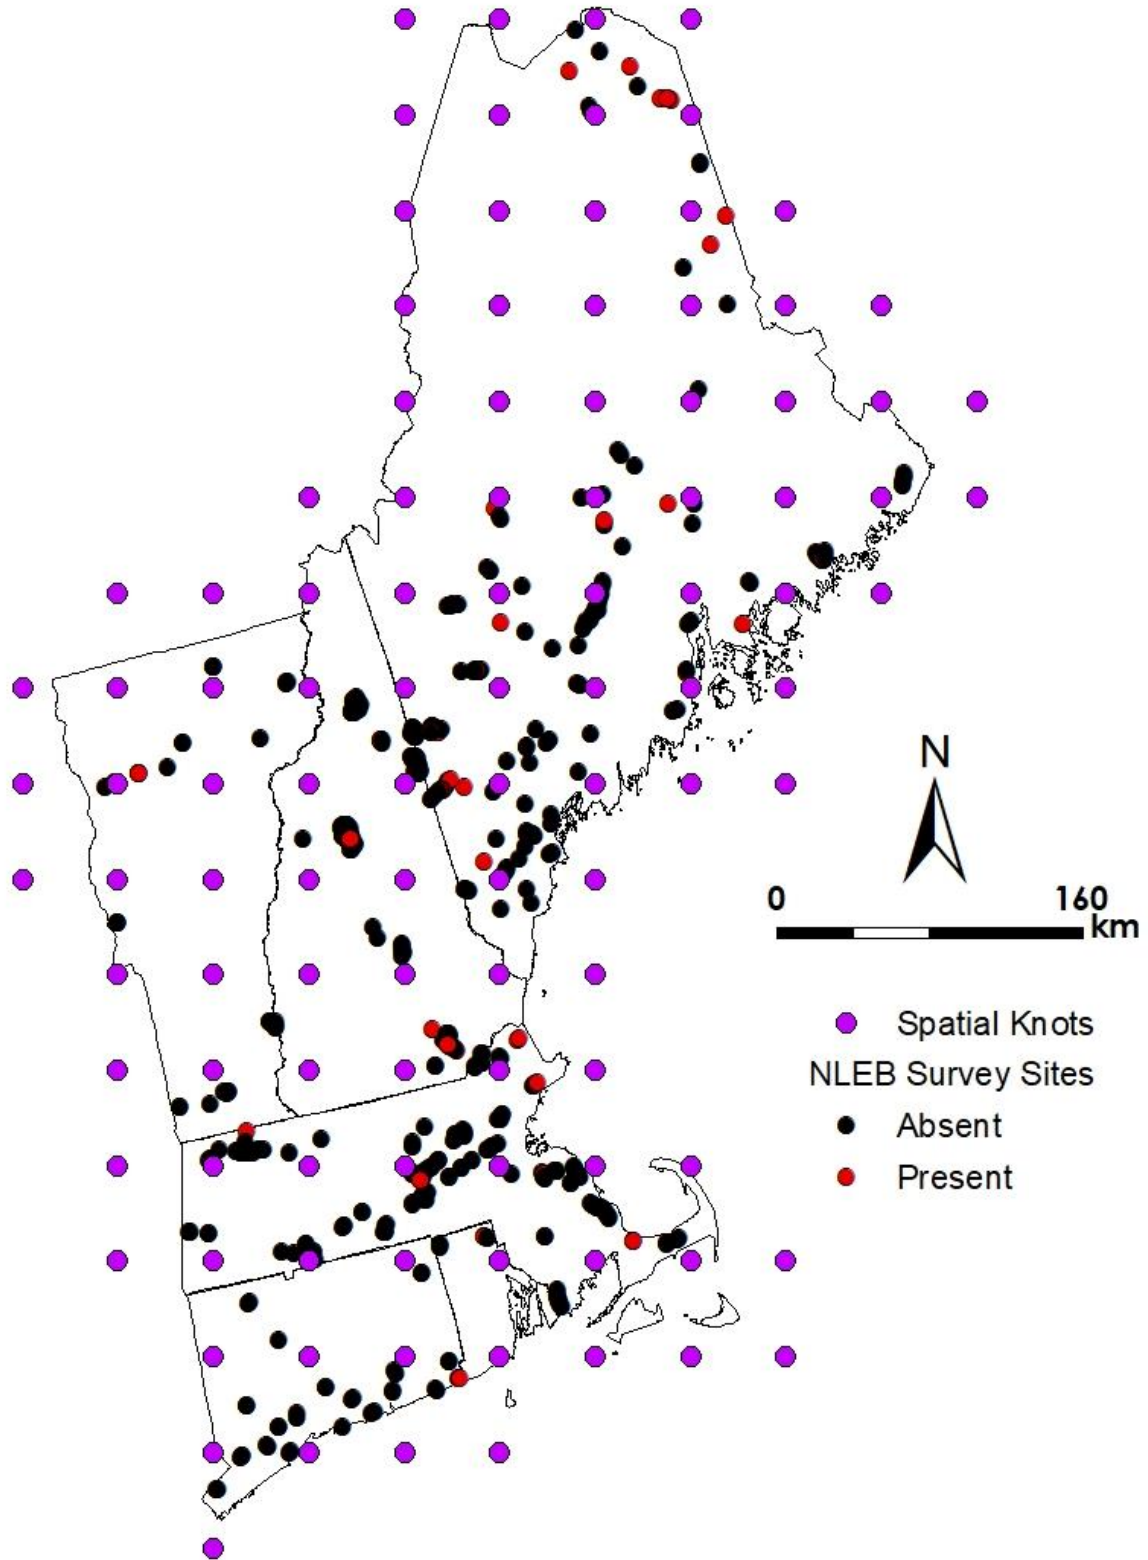 N
0 160
km
Spatial Knots
NLEB Survey Sites
Absent
Present